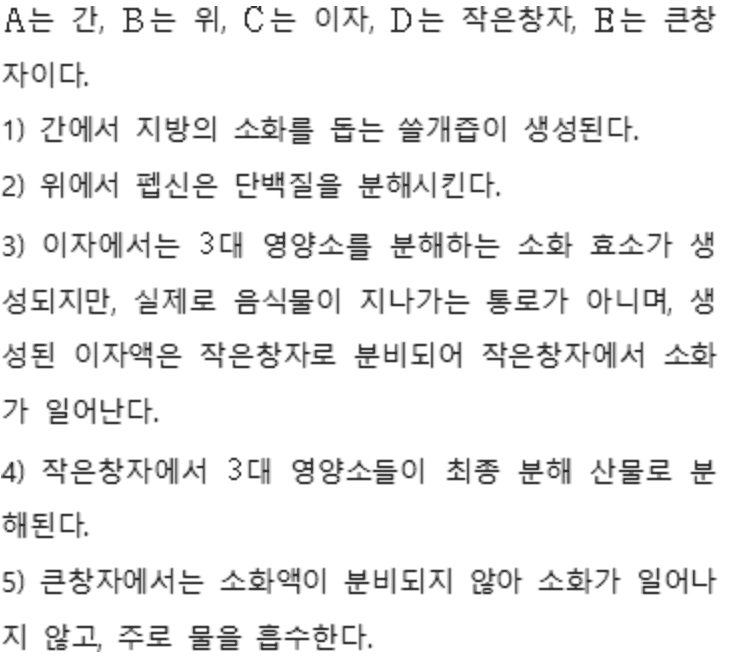 A는 간, B는 위, C는 이자, D는 작은창자, E는 큰창
자이다.
1) 간에서 지방의 소화를 돕는 쓸개즙이 생성된다.
2) 위에서 펩신은 단백질을 분해시킨다.
3) 이자에서는 3대 영양소를 분해하는 소화 효소가 생
성되지만, 실제로 음식물이 지나가는 통로가 아니며, 생
성된 이자액은 작은창자로 분비되어 작은창자에서 소화
가 일어난다.
4) 작은창자에서 3대 영양소들이 최종 분해 산물로 분
해된다.
5) 큰창자에서는 소화액이 분비되지 않아 소화가 일어나
지 않고, 주로 물을 흡수한다.